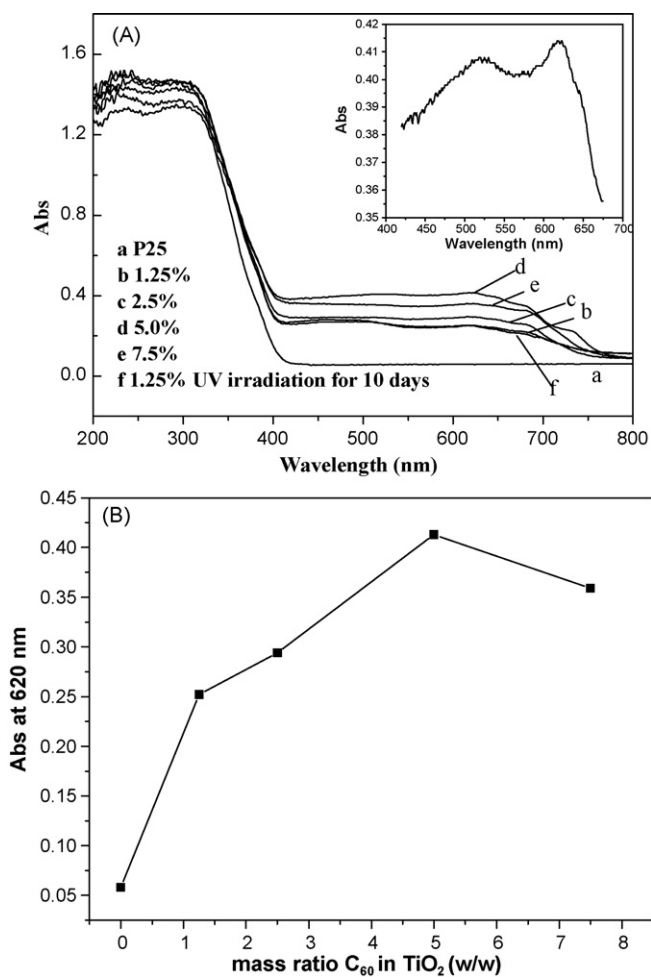 (A)
1.6
1.2
0.8
0.4
0.0
Abs
200 300 400 500 600 700 800
Wavelength (nm)
a P25
b 1.25%
c 2.5%
d 5.0%
e 7.5%
f 1.25% UV irradiation for 10 days
d
e
c
b
f
a
0.42
0.41
0.40
0.39
0.38
0.37
0.36
0.35
Abs
400 450 500 550 600 650 700
Wavelength (nm)
(B)
0.45
0.40
0.35
0.30
0.25
0.20
0.15
0.10
0.05
Abs at 620 nm
0 1 2 3 4 5 6 7 8
mass ratio C₆₀ in TiO₂ (w/w)